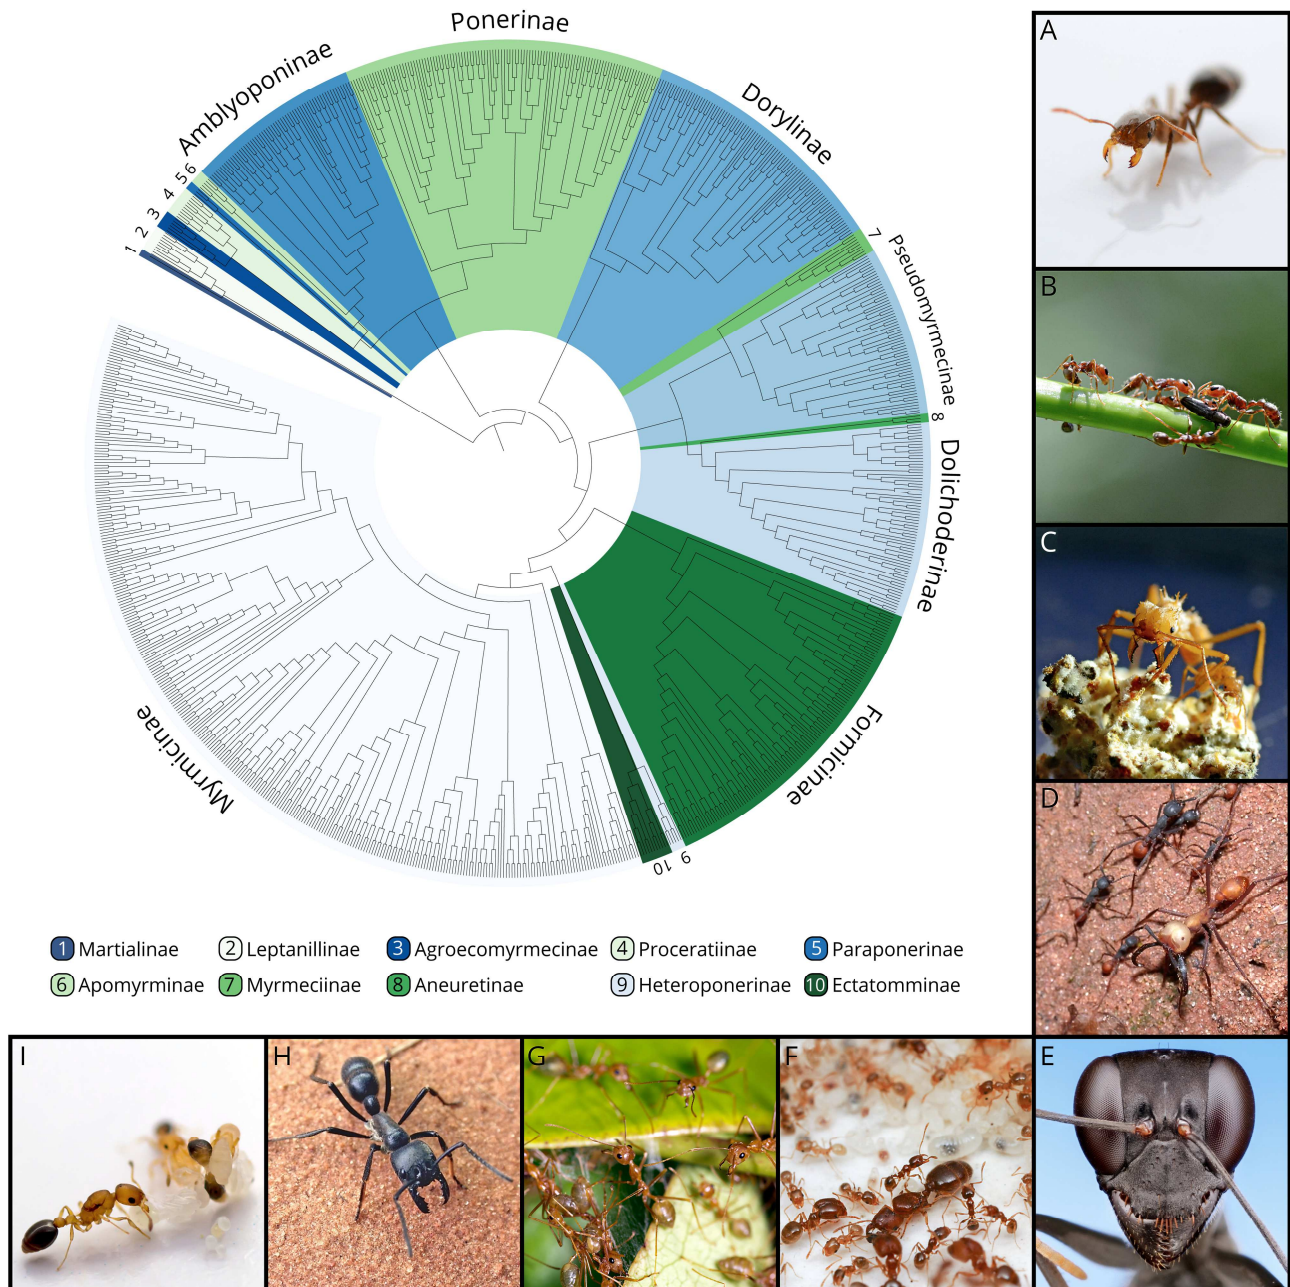 Ponerinae
Amblyoponinae
Dorylinae
Pseudomyrmecinae
Dolichoderinae
Formicinae
Myrmicinae
1
2
3
4
5
6
7
8
9
10
1 Martialinae
2 Leptanillinae
3 Agroecomyrmecinae
4 Proceratiinae
5 Paraponerinae
6 Apomyrminae
7 Myrmeciinae
8 Aneuretinae
9 Heteroponerinae
10 Ectatomminae
A
B
C
D
I
H
G
F
E